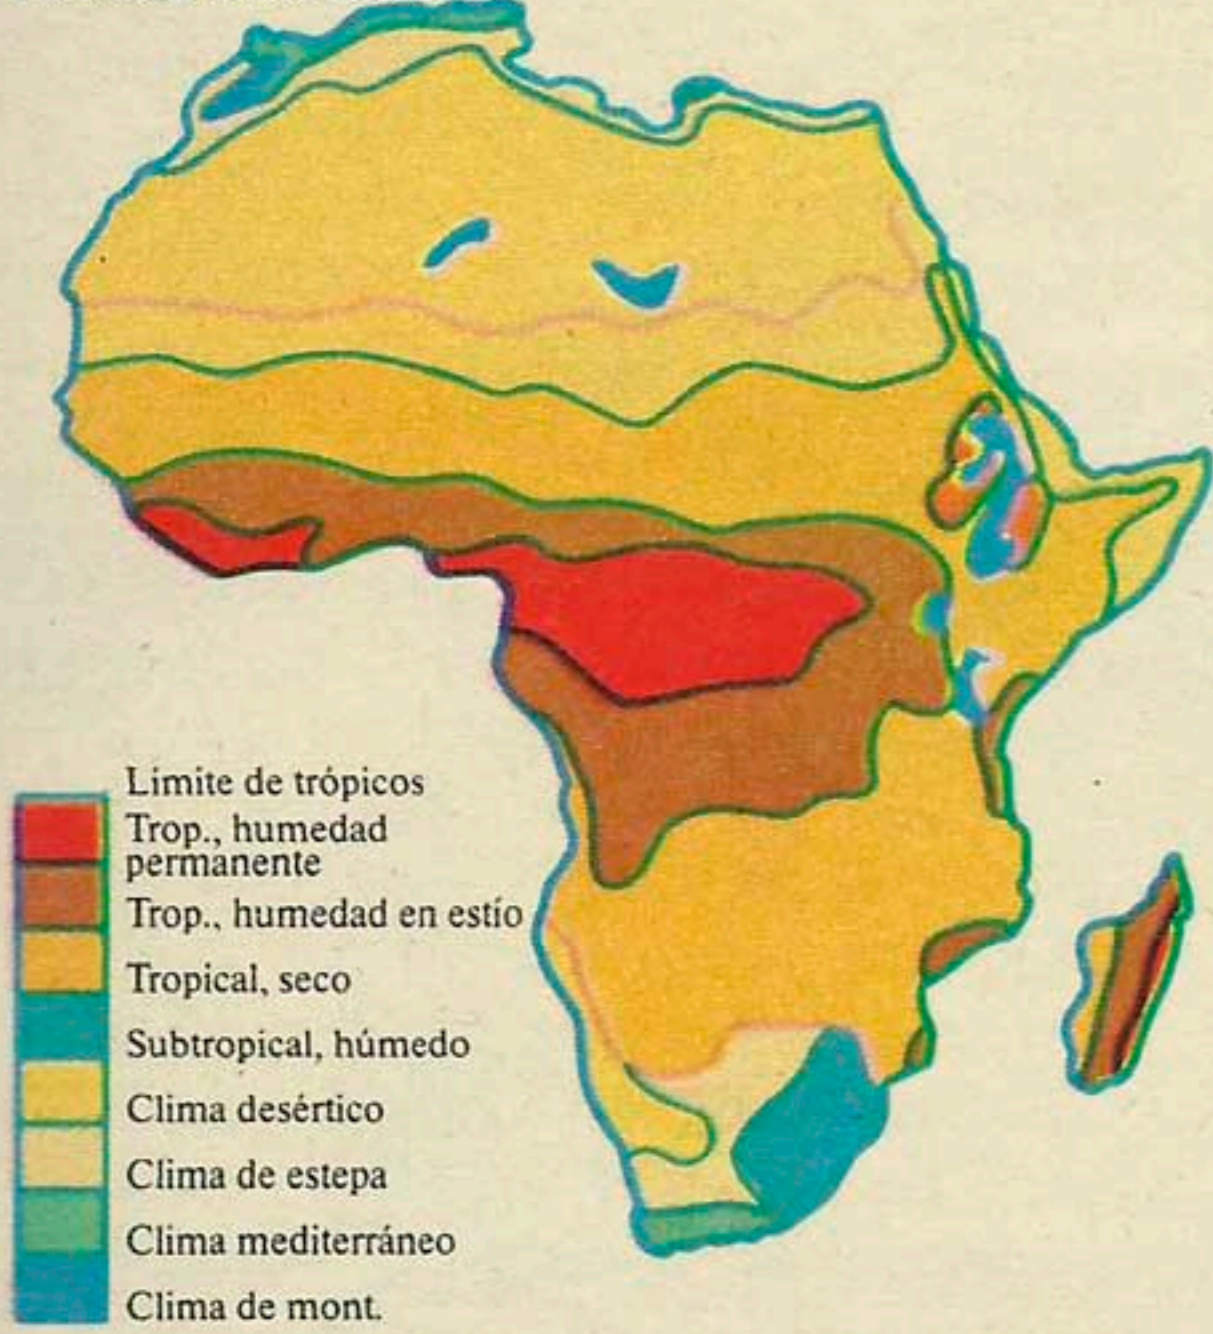 Límite de trópicos
Trop., humedad
permanente
Trop., humedad en estío
Tropical, seco
Subtropical, húmedo
Clima desértico
Clima de estepa
Clima mediterráneo
Clima de mont.